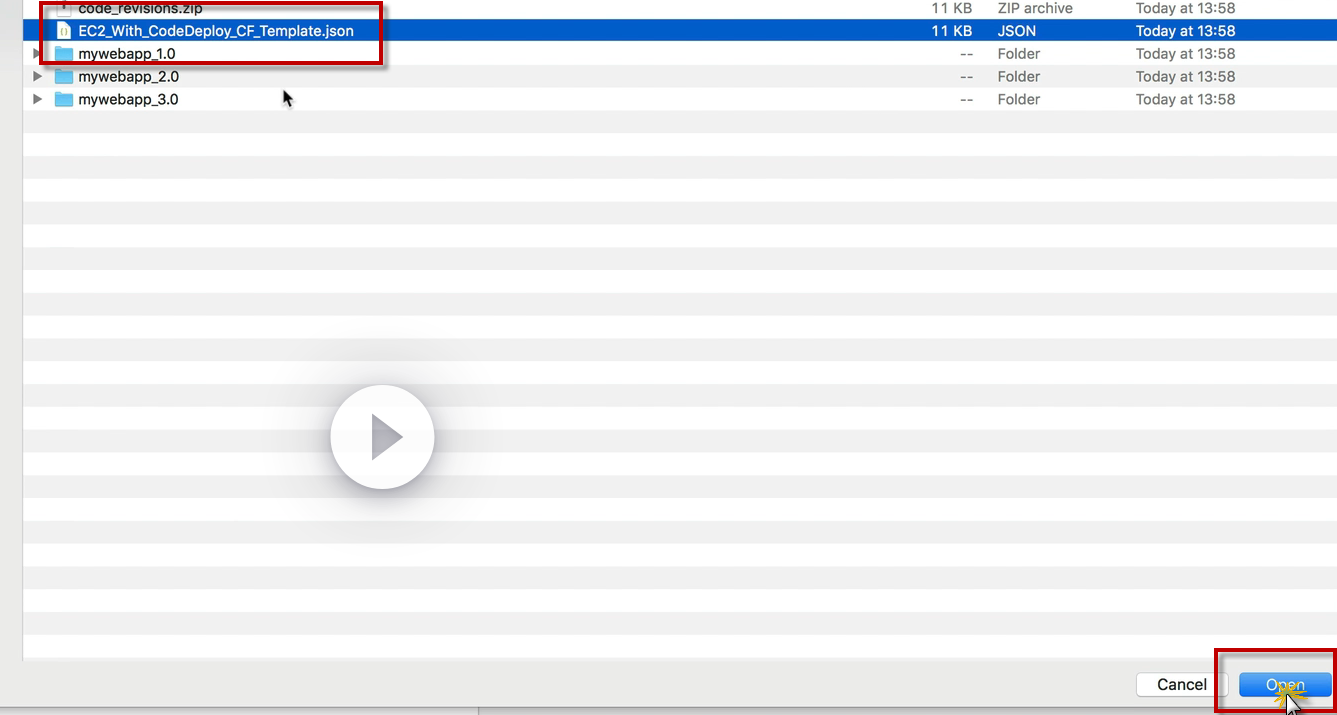 code_revisions.zip 11 KB ZIP archive Today at 13:58
EC2_With_CodeDeploy_CF_Template.json 11 KB JSON Today at 13:58
mywebapp_1.0 -- Folder Today at 13:58
mywebapp_2.0 -- Folder Today at 13:58
mywebapp_3.0 -- Folder Today at 13:58
Cancel Open